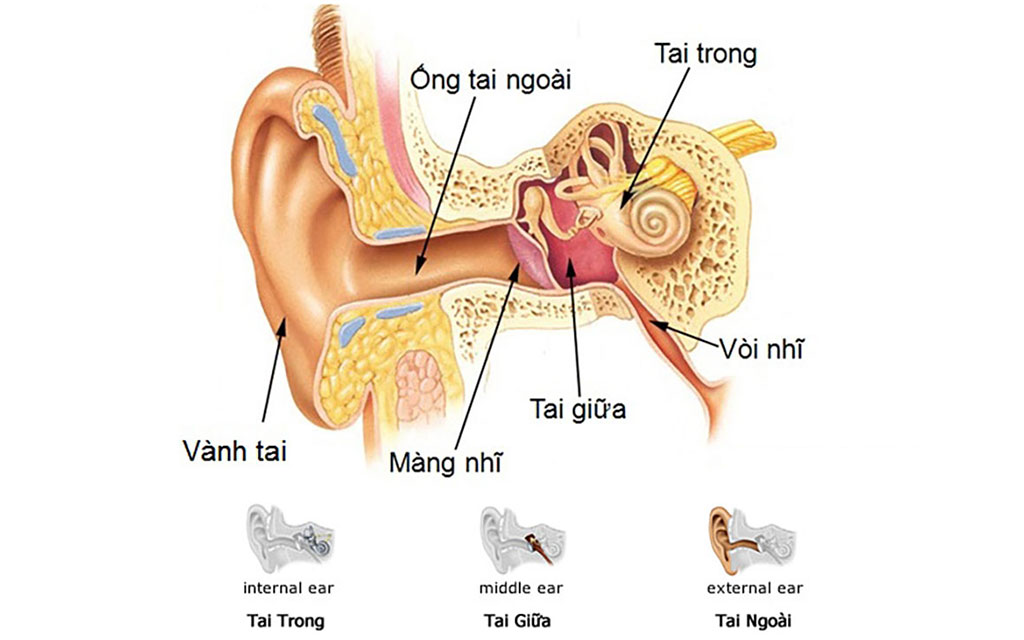 Tai trong
Ống tai ngoài
Vòi nhĩ
Tai giữa
Vành tai
Màng nhĩ
internal ear
middle ear
external ear
Tai Trong
Tai Giữa
Tai Ngoài